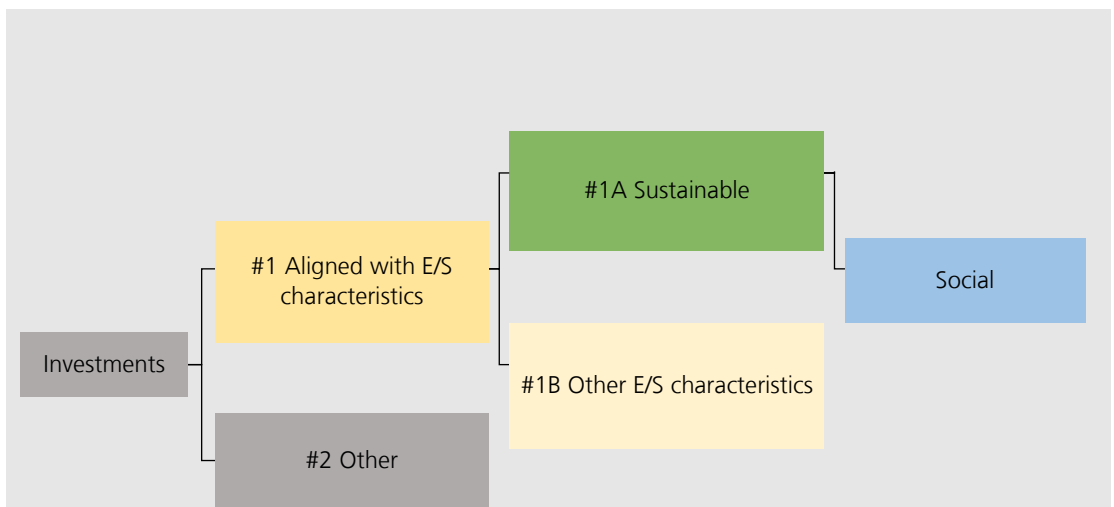 #1A Sustainable
#1 Aligned with E/S
characteristics
Social
Investments
#1B Other E/S characteristics
#2 Other